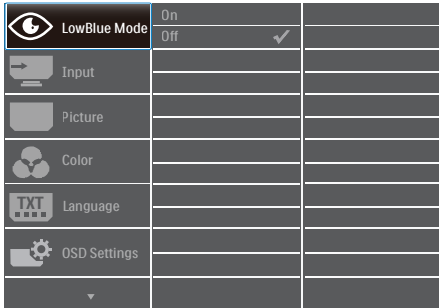 LowBlue Mode
On
Off
Input
Picture
Color
TXT
Language
OSD Settings